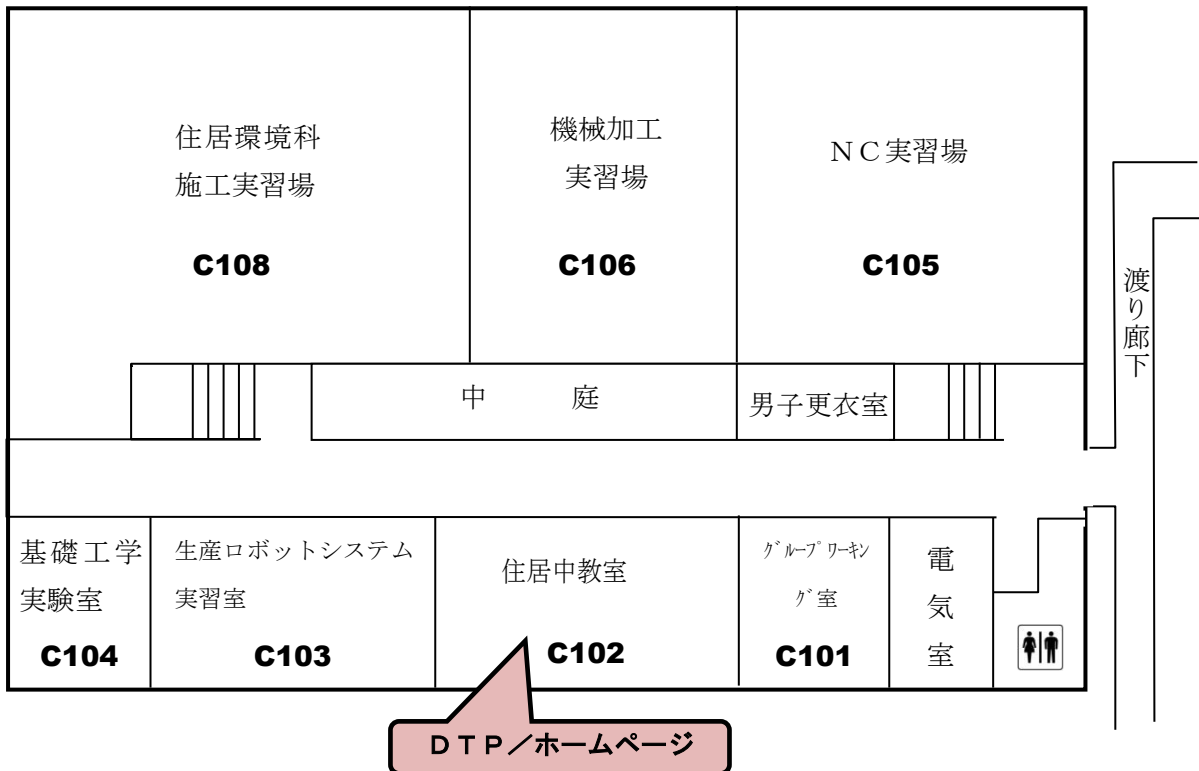 住居環境科
施工実習場
C108
機械加工
実習場
C106
NC実習場
C105
渡り廊下
中庭
男子更衣室
基礎工学
実験室
C104
生産ロボットシステム
実習室
C103
住居中教室
C102
グループワーキン
グ室
C101
電気室
DTP/ホームページ